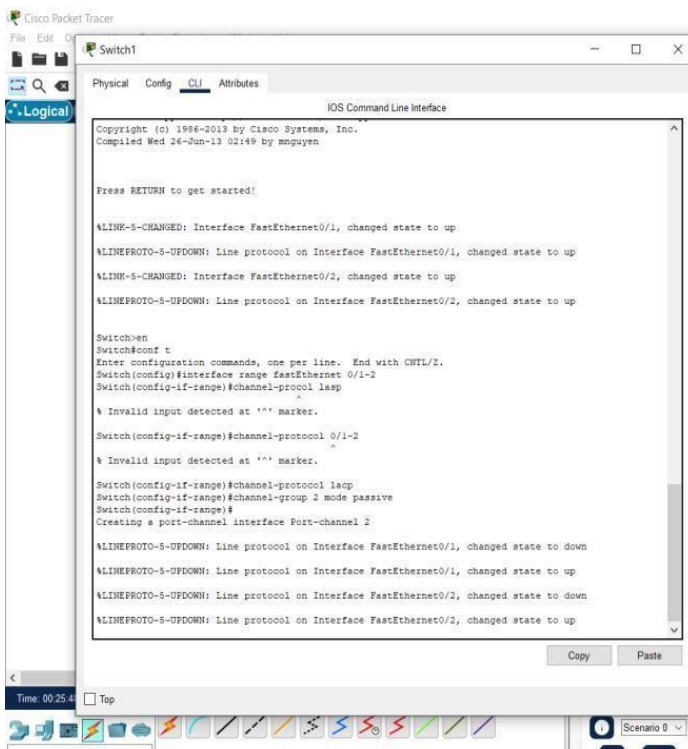 Cisco Packet Tracer
File Edit
Switch1
Physical Config CLI Attributes
Logical
IOS Command Line Interface
Copyright (c) 1986-2013 by Cisco Systems, Inc.
Compiled Wed 26-Jun-13 02:49 by mnguyen
Press RETURN to get started!
%LINK-5-CHANGED: Interface FastEthernet0/1, changed state to up
%LINEPROTO-5-UPDOWN: Line protocol on Interface FastEthernet0/1, changed state to up
%LINK-5-CHANGED: Interface FastEthernet0/2, changed state to up
%LINEPROTO-5-UPDOWN: Line protocol on Interface FastEthernet0/2, changed state to up
Switch>en
Switch#conf t
Enter configuration commands, one per line. End with CNTL/Z.
Switch(config)#interface range fastEthernet 0/1-2
Switch(config-if-range)#channel-procol lasp
^
% Invalid input detected at '^' marker.
Switch(config-if-range)#channel-protocol 0/1-2
^
% Invalid input detected at '^' marker.
Switch(config-if-range)#channel-protocol lacp
Switch(config-if-range)#channel-group 2 mode passive
Switch(config-if-range)#
Creating a port-channel interface Port-channel 2
%LINEPROTO-5-UPDOWN: Line protocol on Interface FastEthernet0/1, changed state to down
%LINEPROTO-5-UPDOWN: Line protocol on Interface FastEthernet0/1, changed state to up
%LINEPROTO-5-UPDOWN: Line protocol on Interface FastEthernet0/2, changed state to down
%LINEPROTO-5-UPDOWN: Line protocol on Interface FastEthernet0/2, changed state to up
Copy Paste
Time: 00:25:4
Top
Scenario 0